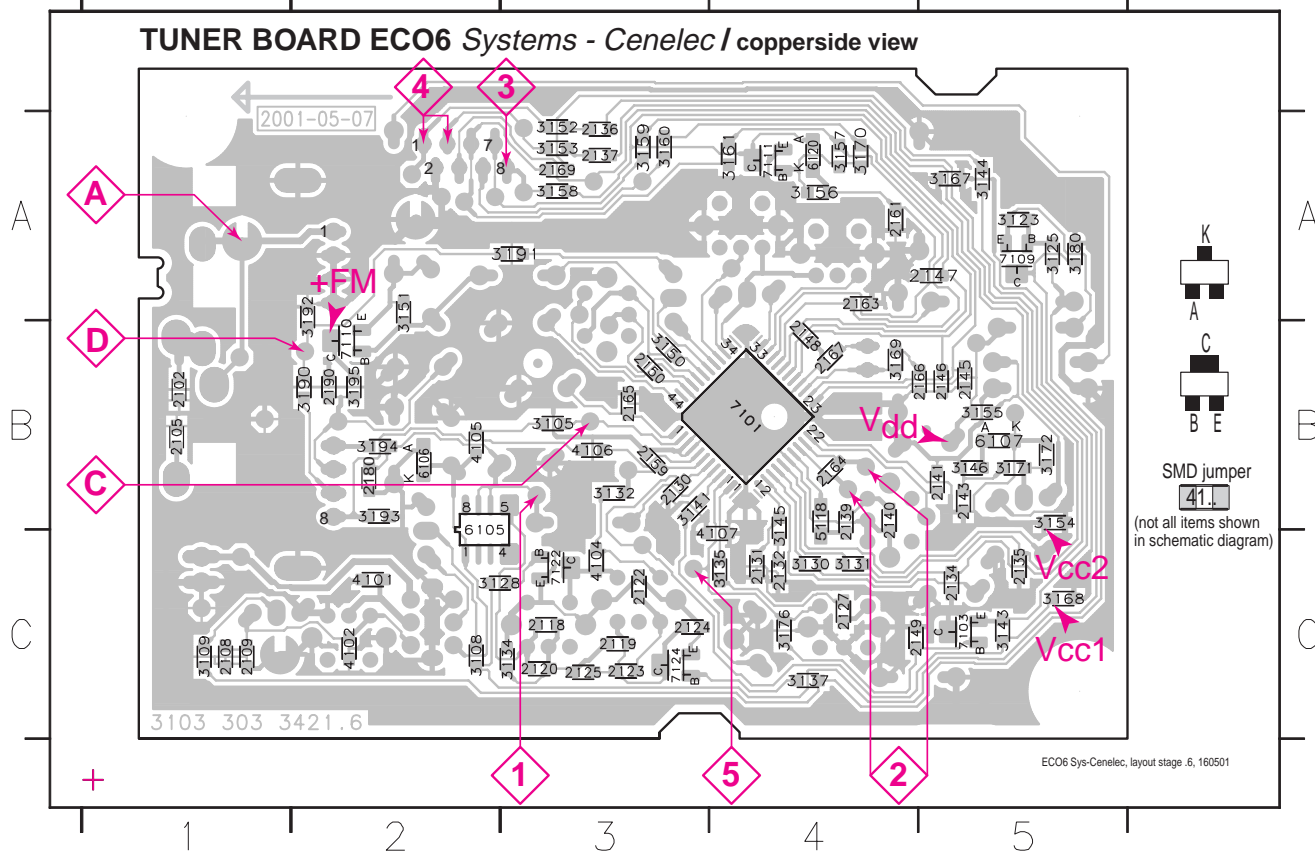 TUNER BOARD ECO6 Systems - Cenelec / copperside view
4 3
2001-05-07
1 7
2 8
3152 2136
3153 2137
2169
3158
3159 3160
3161 C 7111 E B
A 6120 K
3157 3170
3156
3167 3144
A
A A
1
2161
3123
E B
7109
C
3125 3180
3191
2147
+FM
3192
3151
2163
K
A
D
7110 E C B
34 33
3150
2150
2148
2167
3169
C
B E
2102
3190 2190 3195
2165
44
1
7101
23
22
2166 2146 2145
B B
2105
3105
4105
Vdd
3155
A K
6107
3172
3194
A
6106
K
2180
4106
2159
2164
3146 3171
C
2130
3132
3141
11 12
2141
2143
SMD jumper
41..
(not all items shown
in schematic diagram)
8
3193
8 5
6105
1 4
4107
3145
5118 2139 2140
3154
Vcc2
B
7122
E C
4104
3135
2131 2132
3130 3131
2135
2134
4101
3128
2122
3168
Vcc1
C C
2118
2124
3176
2127
2149
C 7103 E B
3143
3109 2108 2109
4102
3108 3134
2119
2120 2125 2123
C 7124 E B
3137
3103 303 3421.6
1 5 2
ECO6 Sys-Cenelec, layout stage .6, 160501
1 2 3 4 5